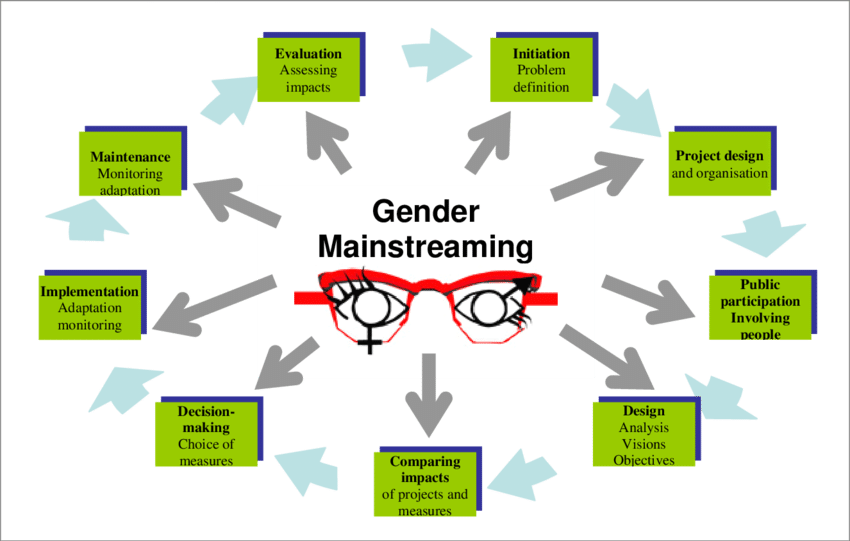 Evaluation
Assessing
impacts
Initiation
Problem
definition
Maintenance
Monitoring
adaptation
Project design
and organisation
Gender
Mainstreaming
Implementation
Adaptation
monitoring
Public
participation
Involving
people
Decision-
making
Choice of
measures
Design
Analysis
Visions
Objectives
Comparing
impacts
of projects and
measures